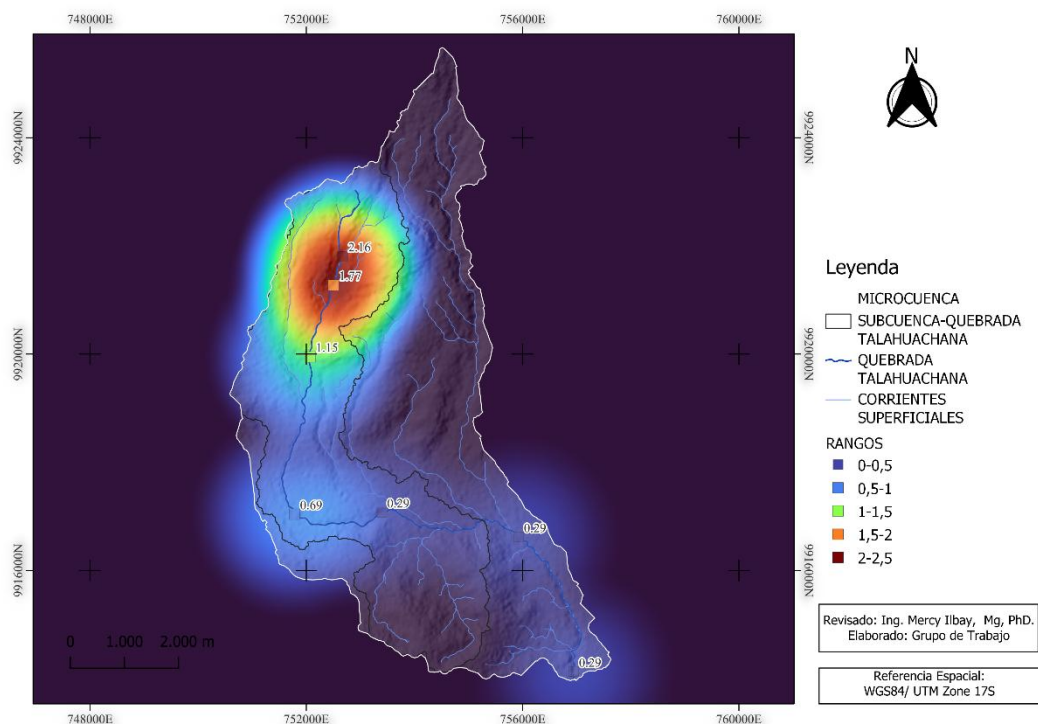 748000E
752000E
756000E
760000E
N
9924000N
9924000N
2.16
1.77
9920000N
1.15
9920000N
0.69
0.29
0.29
9916000N
9916000N
0.29
0
1.000
2.000 m
748000E
752000E
756000E
760000E
Leyenda
MICROCUENCA
SUBCUENCA-QUEBRADA
TALAHUACHANA
QUEBRADA
TALAHUACHANA
CORRIENTES
SUPERFICIALES
RANGOS
0-0,5
0,5-1
1-1,5
1,5-2
2-2,5
Revisado: Ing. Mercy Ilbay, Mg, PhD.
Elaborado: Grupo de Trabajo
Referencia Espacial:
WGS84/ UTM Zone 17S